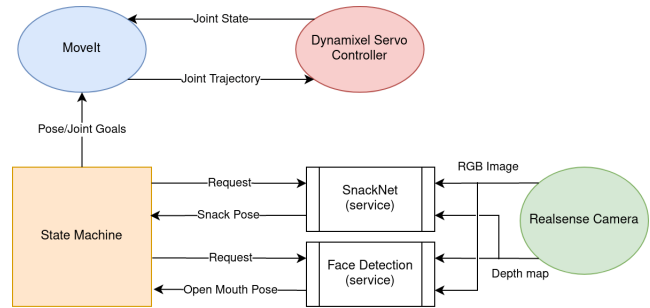 Joint State
MoveIt
Dynamixel Servo
Controller
Joint Trajectory
Pose/Joint Goals
RGB Image
Request
SnackNet
(service)
Snack Pose
Realsense Camera
State Machine
Request
Face Detection
(service)
Depth map
Open Mouth Pose